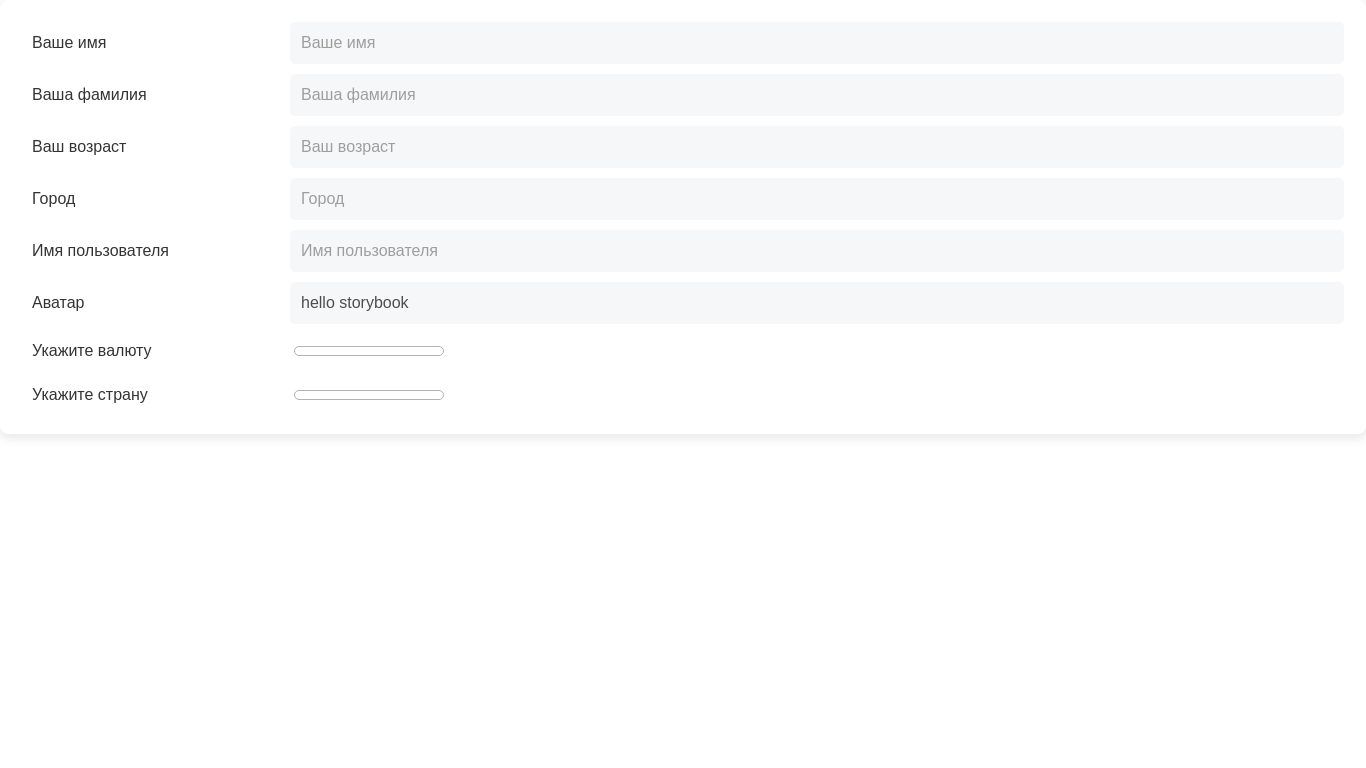 Ваше имя
Ваше имя
Ваша фамилия
Ваша фамилия
Ваш возраст
Ваш возраст
Город
Город
Имя пользователя
Имя пользователя
Аватар
hello storybook
Укажите валюту
Укажите страну